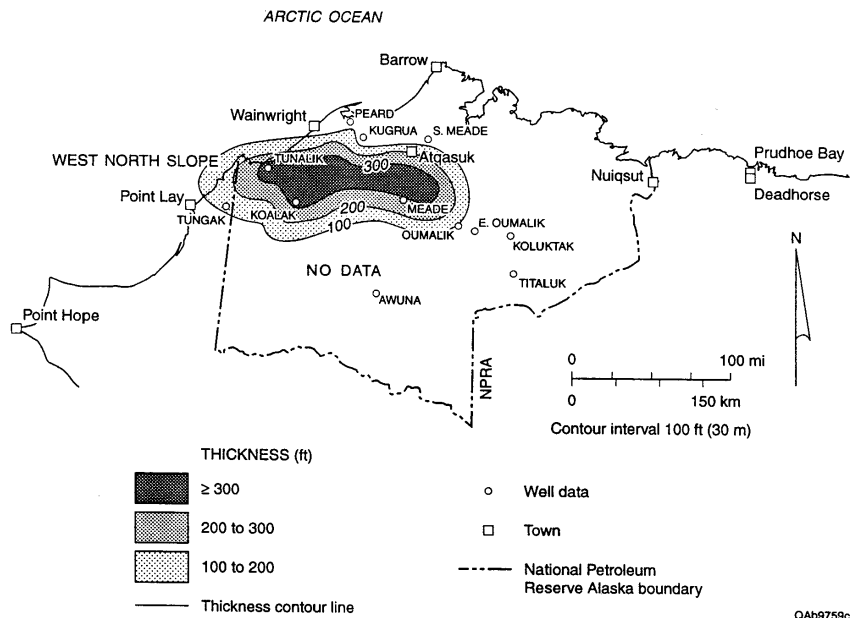 ARCTIC OCEAN
Barrow
Wainwright
PEARD
KUGRUA
S. MEADE
WEST NORTH SLOPE
TUNALIK
300
Atqasuk
Prudhoe Bay
Nuiqsut
Deadhorse
Point Lay
TUNGAK
KOALAK
200
MEADE
100
OUMALIK
E. OUMALIK
KOLUKTAK
N
NO DATA
TITALUK
AWUNA
Point Hope
NPRA
0 100 mi
0 150 km
Contour interval 100 ft (30 m)
THICKNESS (ft)
≥ 300
200 to 300
100 to 200
Thickness contour line
Well data
Town
National Petroleum
Reserve Alaska boundary
QAb9759c